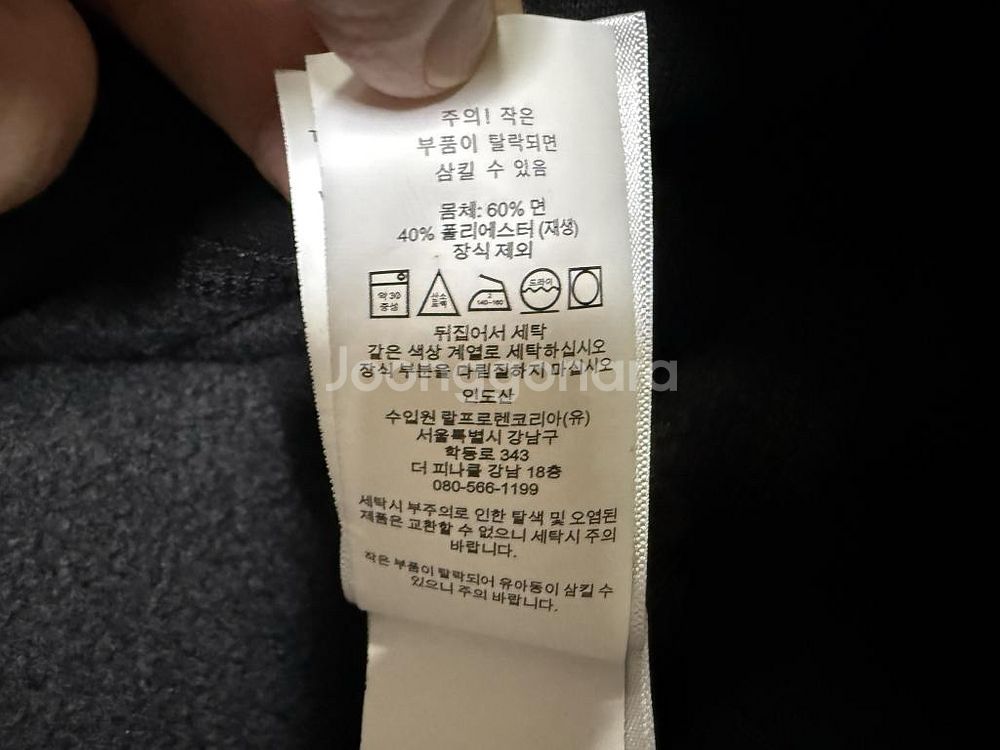 주의! 작은
부품이 탈락되면
삼킬 수 있음
몸체: 60% 면
40% 폴리에스터 (재생)
장식 제외
약 30
중성
산소
표백
2
140~160
드라이
뒤집어서 세탁
같은 색상 계열로 세탁하십시오
장식 부분을 다림질하지 마십시오
Joonggonara
인도산
수입원 랄프로렌코리아(유)
서울특별시 강남구
학동로 343
더 피나클 강남 18층
080-566-1199
세탁시 부주의로 인한 탈색 및 오염된
제품은 교환할 수 없으니 세탁시 주의
바랍니다.
작은 부품이 탈락되어 유아동이 삼킬 수
있으니 주의 바랍니다.